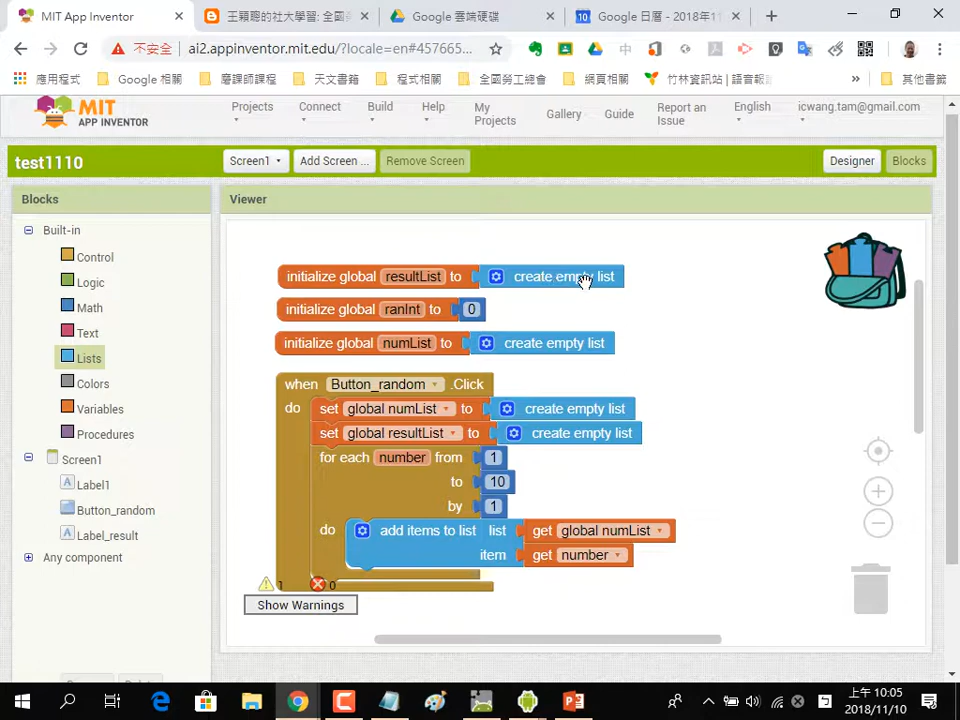 MIT App Inventor
王穎聰的社大學習: 全國
Google 雲端硬碟
10 Google 日曆 - 2018年11
不安全 ai2.appinventor.mit.edu/?locale=en#457665...
應用程式 Google 相關 磨課師課程 天文書籍 程式相關 全國勞工總會 網頁相關 竹林資訊站 | 語音報 » 其他書籤
MIT
APP INVENTOR
Projects Connect Build Help My Projects Gallery Guide Report an Issue English icwang.tam@gmail.com
test1110 Screen1 Add Screen ... Remove Screen Designer Blocks
Blocks Viewer
Built-in
Control
Logic
Math
Text
Lists
Colors
Variables
Procedures
Screen1
Label1
Button_random
Label_result
Any component
initialize global resultList to create empty list
initialize global ranInt to 0
initialize global numList to create empty list
when Button_random .Click
do set global numList to create empty list
set global resultList to create empty list
for each number from 1
to 10
by 1
do add items to list list get global numList
item get number
1 0
Show Warnings
上午 10:05
2018/11/10